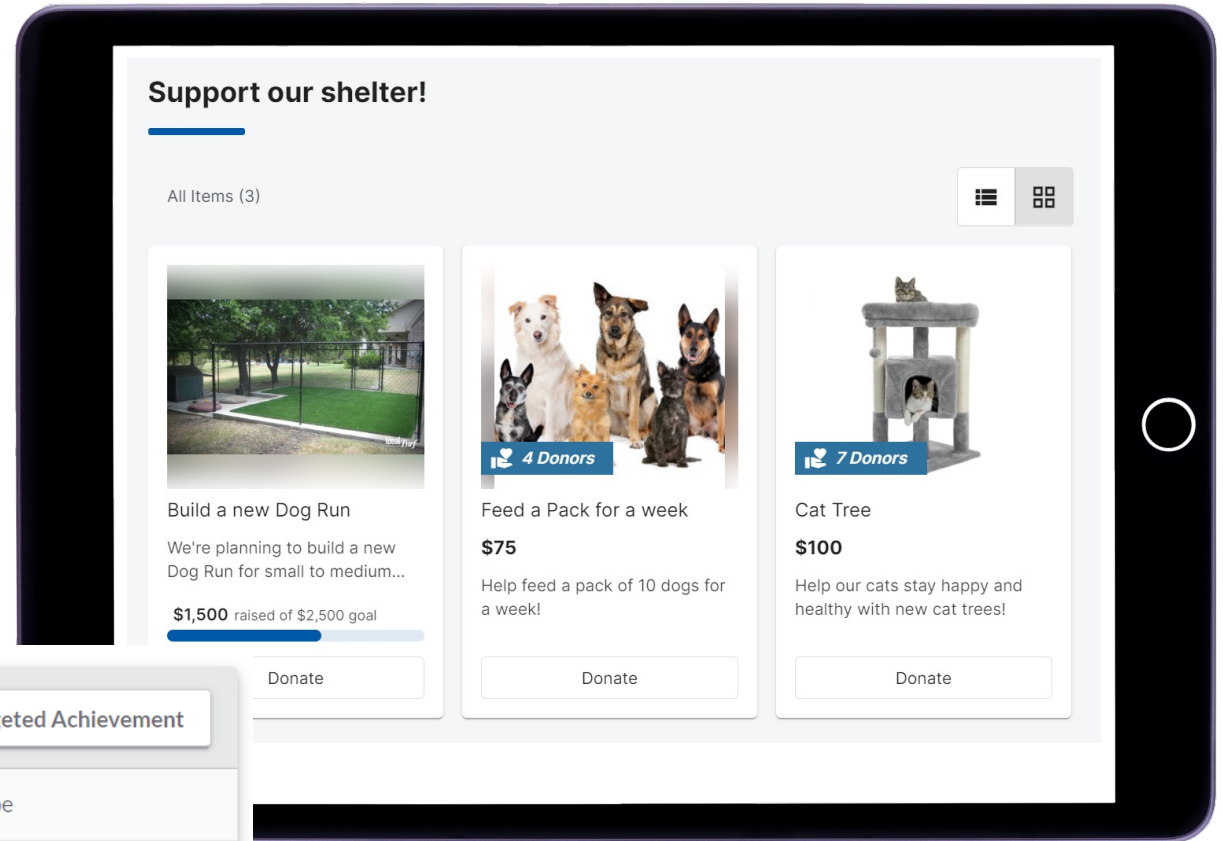 Support our shelter!
All Items (3)
4 Donors
7 Donors
Build a new Dog Run
We're planning to build a new
Dog Run for small to medium...
$1,500 raised of $2,500 goal
Donate
Feed a Pack for a week
$75
Help feed a pack of 10 dogs for
a week!
Donate
Cat Tree
$100
Help our cats stay happy and
healthy with new cat trees!
Donate
Achievement